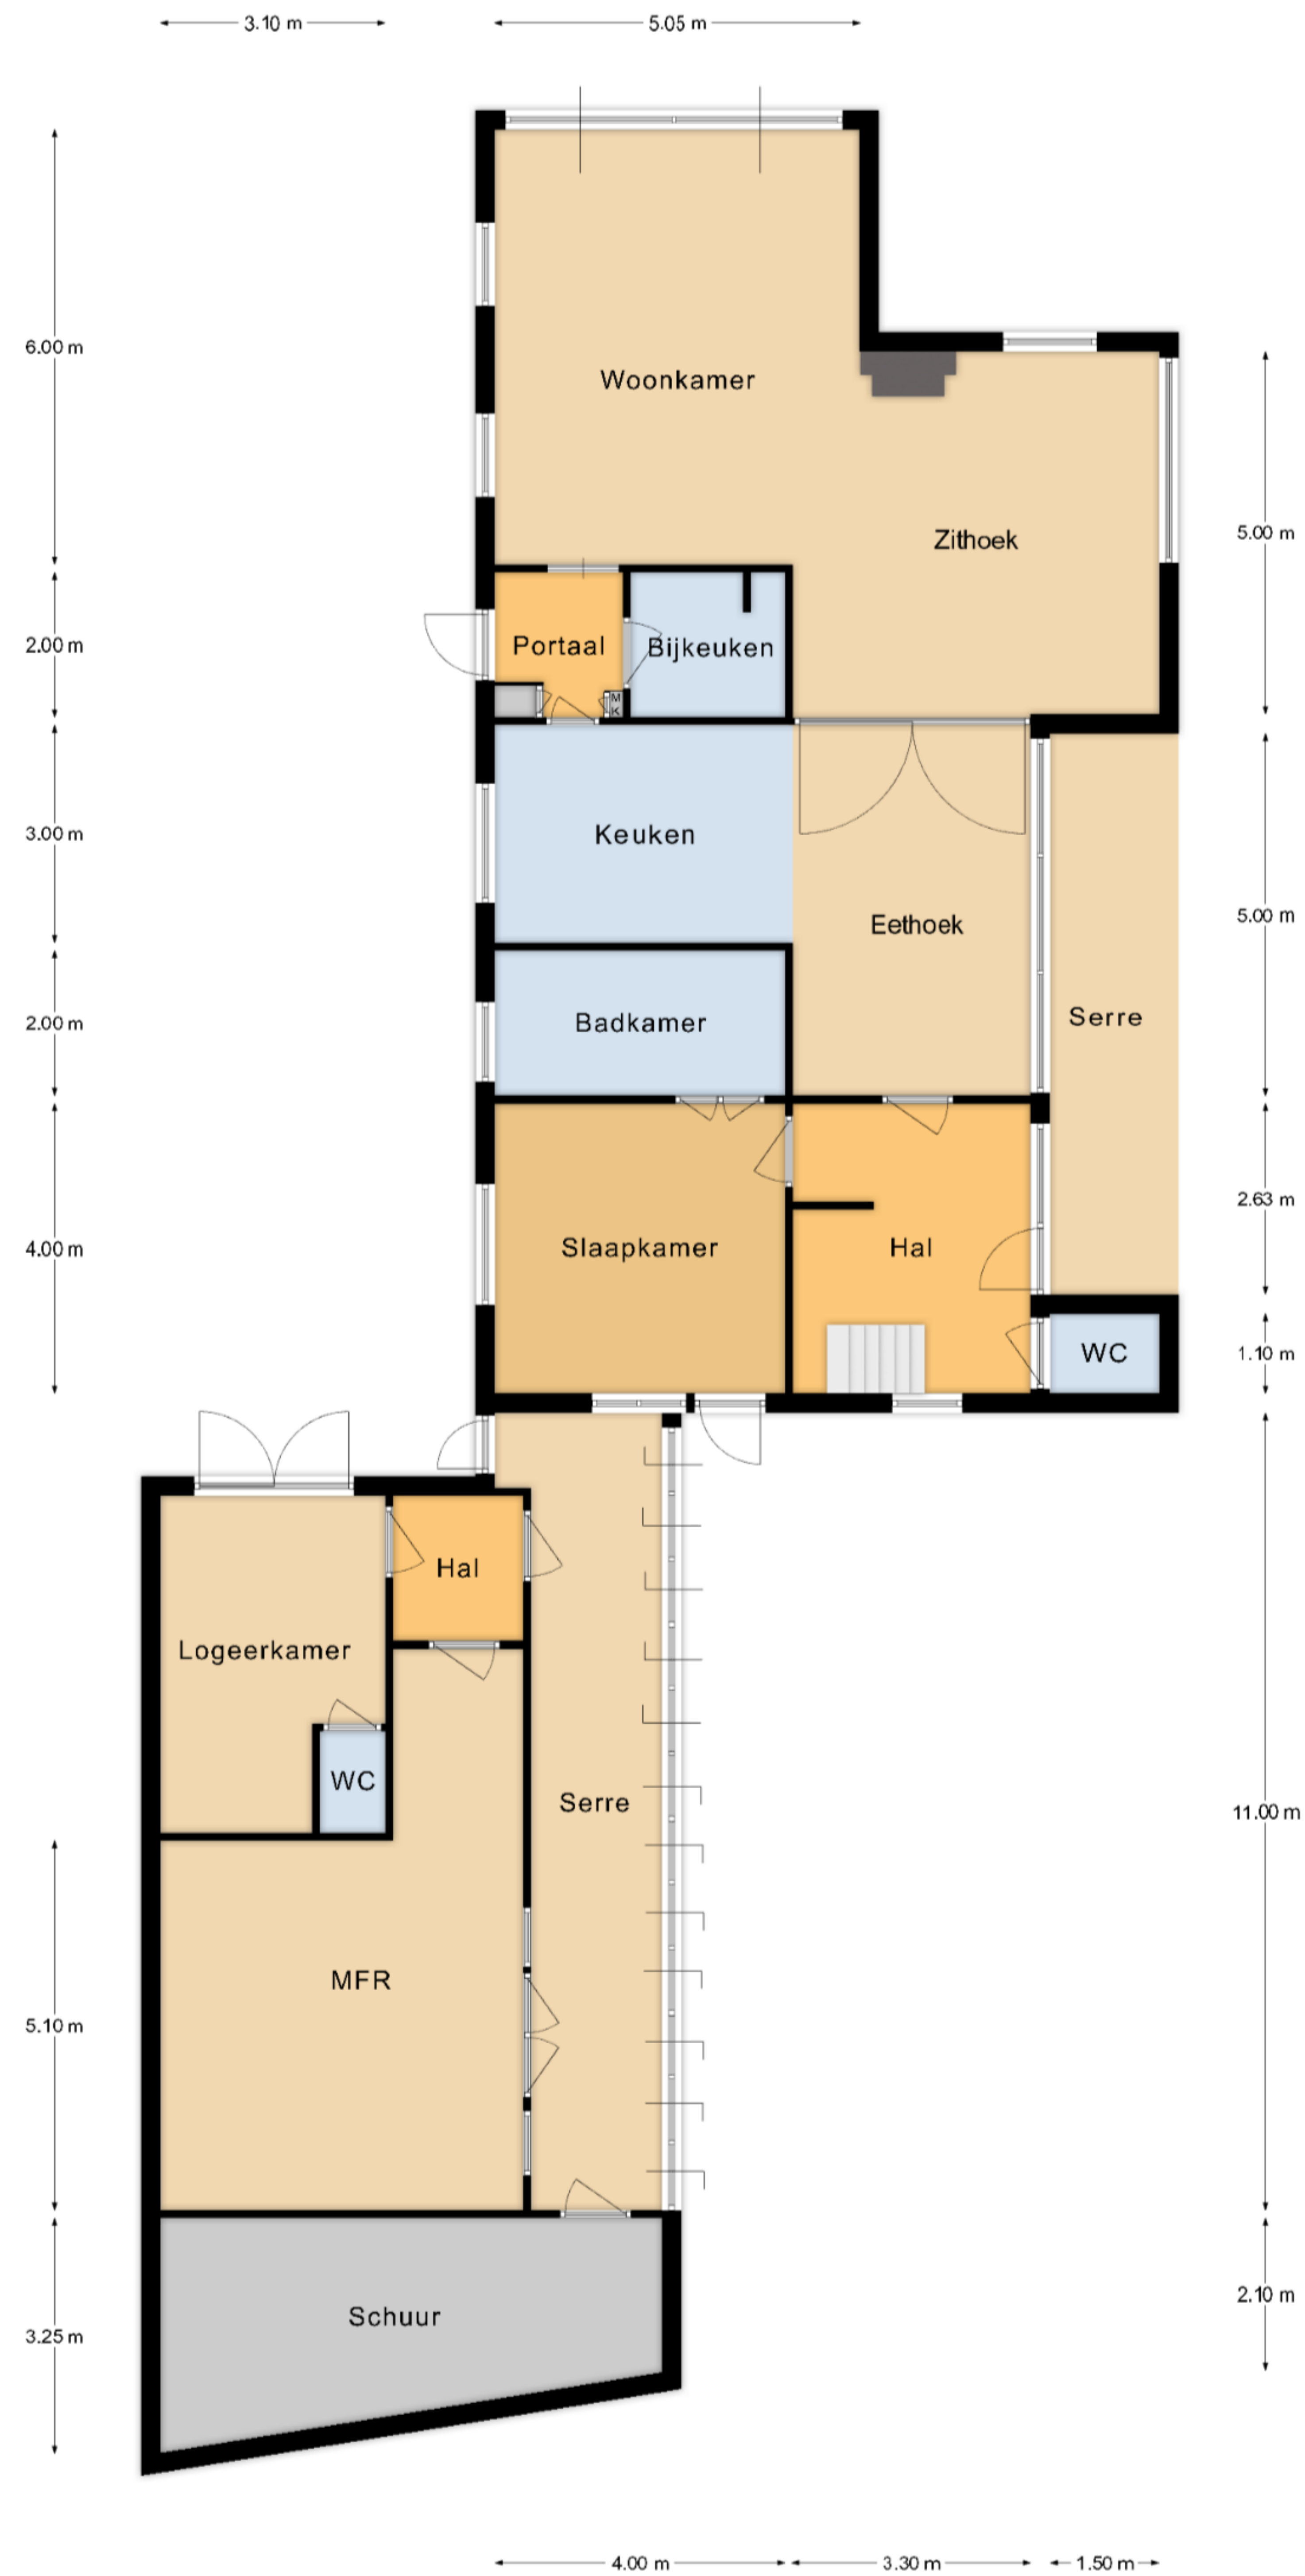 3.10 m
5.05 m
6.00 m
Woonkamer
5.00 m
Zithoek
2.00 m
Portaal
Bijkeuken
M
K
3.00 m
Keuken
Eethoek
5.00 m
2.00 m
Badkamer
Serre
2.63 m
4.00 m
Slaapkamer
Hal
1.10 m
WC
Hal
Logeerkamer
WC
Serre
11.00 m
MFR
5.10 m
2.10 m
Schuur
3.25 m
4.00 m
3.30 m
1.50 m